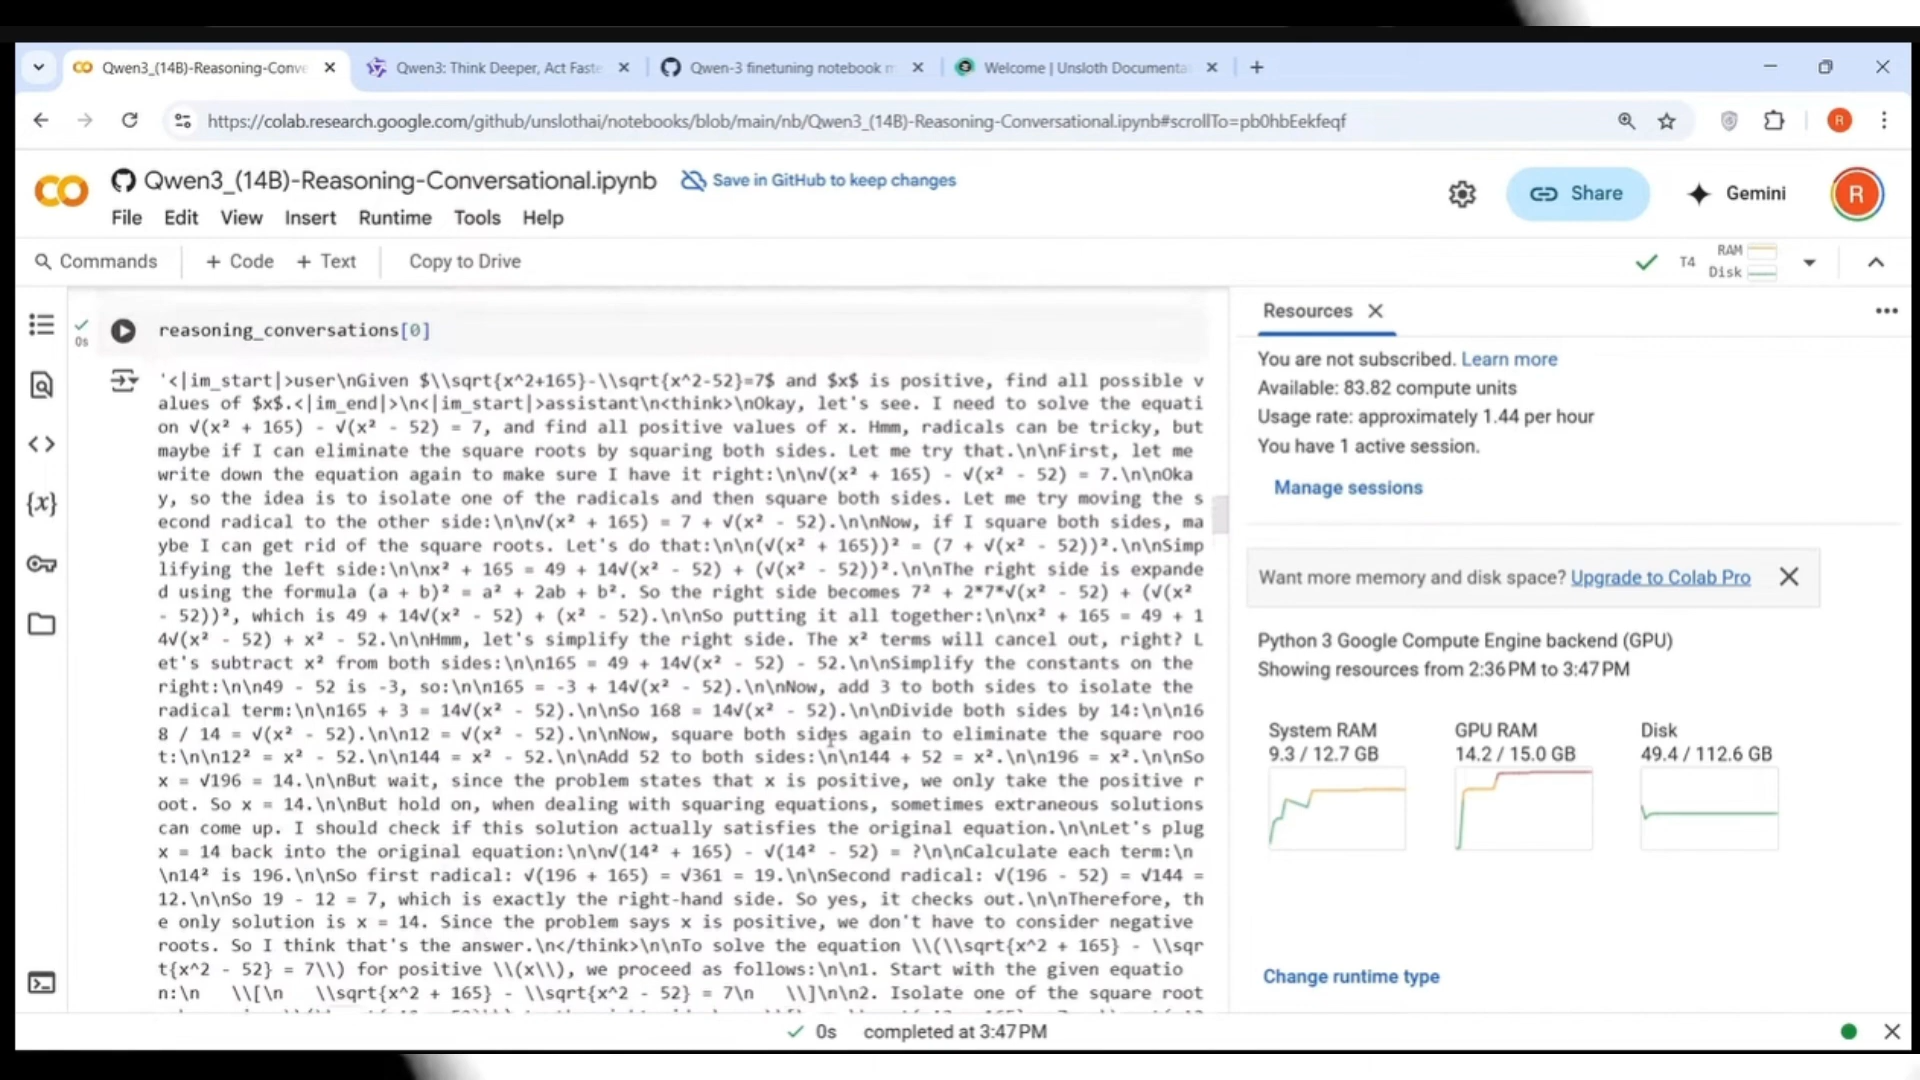 Qwen3_(14B)-Reasoning-Conve
Qwen3: Think Deeper, Act Faste
Qwen-3 finetuning notebook m
Welcome | Unsloth Documenta
https://colab.research.google.com/github/unslothai/notebooks/blob/main/nb/Qwen3_(14B)-Reasoning-Conversational.ipynb#scrollTo=pb0hbEekfeqf
R
CO
Qwen3_(14B)-Reasoning-Conversational.ipynb
Save in GitHub to keep changes
Share
Gemini
R
File Edit View Insert Runtime Tools Help
Commands + Code + Text Copy to Drive
T4
RAM
Disk
0s
reasoning_conversations[0]
'<|im_start|>user\nGiven $\\sqrt{x^2+165}-\\sqrt{x^2-52}=7$ and $x$ is positive, find all possible v
alues of $x$.<|im_end|>\n<|im_start|>assistant\n<think>\nOkay, let's see. I need to solve the equati
on √(x² + 165) - √(x² - 52) = 7, and find all positive values of x. Hmm, radicals can be tricky, but
maybe if I can eliminate the square roots by squaring both sides. Let me try that.\n\nFirst, let me
write down the equation again to make sure I have it right:\n\n√(x² + 165) - √(x² - 52) = 7.\n\nOka
y, so the idea is to isolate one of the radicals and then square both sides. Let me try moving the s
econd radical to the other side:\n\n√(x² + 165) = 7 + √(x² - 52).\n\nNow, if I square both sides, ma
ybe I can get rid of the square roots. Let's do that:\n\n(√(x² + 165))² = (7 + √(x² - 52))².\n\nSimp
lifying the left side:\n\nx² + 165 = 49 + 14√(x² - 52) + (√(x² - 52))².\n\nThe right side is expande
d using the formula (a + b)² = a² + 2ab + b². So the right side becomes 7² + 2*7*√(x² - 52) + (√(x²
- 52))², which is 49 + 14√(x² - 52) + (x² - 52).\n\nSo putting it all together:\n\nx² + 165 = 49 + 1
4√(x² - 52) + x² - 52.\n\nHmm, let's simplify the right side. The x² terms will cancel out, right? L
et's subtract x² from both sides:\n\n165 = 49 + 14√(x² - 52) - 52.\n\nSimplify the constants on the
right:\n\n49 - 52 is -3, so:\n\n165 = -3 + 14√(x² - 52).\n\nNow, add 3 to both sides to isolate the
radical term:\n\n165 + 3 = 14√(x² - 52).\n\nSo 168 = 14√(x² - 52).\n\nDivide both sides by 14:\n\n16
8 / 14 = √(x² - 52).\n\n12 = √(x² - 52).\n\nNow, square both sides again to eliminate the square roo
t:\n\n12² = x² - 52.\n\n144 = x² - 52.\n\nAdd 52 to both sides:\n\n144 + 52 = x².\n\n196 = x².\n\nSo
x = √196 = 14.\n\nBut wait, since the problem states that x is positive, we only take the positive r
oot. So x = 14.\n\nBut hold on, when dealing with squaring equations, sometimes extraneous solutions
can come up. I should check if this solution actually satisfies the original equation.\n\nLet's plug
x = 14 back into the original equation:\n\n√(14² + 165) - √(14² - 52) = ?\n\nCalculate each term:\n
\n14² is 196.\n\nSo first radical: √(196 + 165) = √361 = 19.\n\nSecond radical: √(196 - 52) = √144 =
12.\n\nSo 19 - 12 = 7, which is exactly the right-hand side. So yes, it checks out.\n\nTherefore, th
e only solution is x = 14. Since the problem says x is positive, we don't have to consider negative
roots. So I think that's the answer.\n</think>\n\nTo solve the equation \\(\\sqrt{x^2 + 165} - \\sqr
t{x^2 - 52} = 7\\) for positive \\(x\\), we proceed as follows:\n\n1. Start with the given equatio
n:\n   \\[\n   \\sqrt{x^2 + 165} - \\sqrt{x^2 - 52} = 7\n   \\]\n\n2. Isolate one of the square root
Resources
You are not subscribed. Learn more
Available: 83.82 compute units
Usage rate: approximately 1.44 per hour
You have 1 active session.
Manage sessions
Want more memory and disk space? Upgrade to Colab Pro
Python 3 Google Compute Engine backend (GPU)
Showing resources from 2:36 PM to 3:47 PM
System RAM
9.3 / 12.7 GB
GPU RAM
14.2 / 15.0 GB
Disk
49.4 / 112.6 GB
Change runtime type
0s completed at 3:47 PM